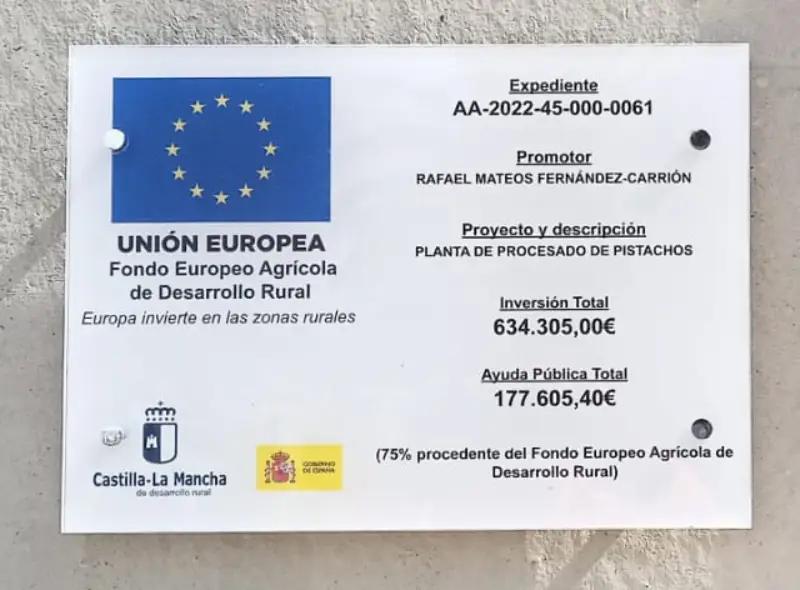 UNIÓN EUROPEA
Fondo Europeo Agrícola
de Desarrollo Rural
Europa invierte en las zonas rurales
Castilla-La Mancha
de desarrollo rural
GOBIERNO
DE ESPAÑA
Expediente
AA-2022-45-000-0061
Promotor
RAFAEL MATEOS FERNÁNDEZ-CARRIÓN
Proyecto y descripción
PLANTA DE PROCESADO DE PISTACHOS
Inversión Total
634.305,00€
Ayuda Pública Total
177.605,40€
(75% procedente del Fondo Europeo Agrícola de
Desarrollo Rural)